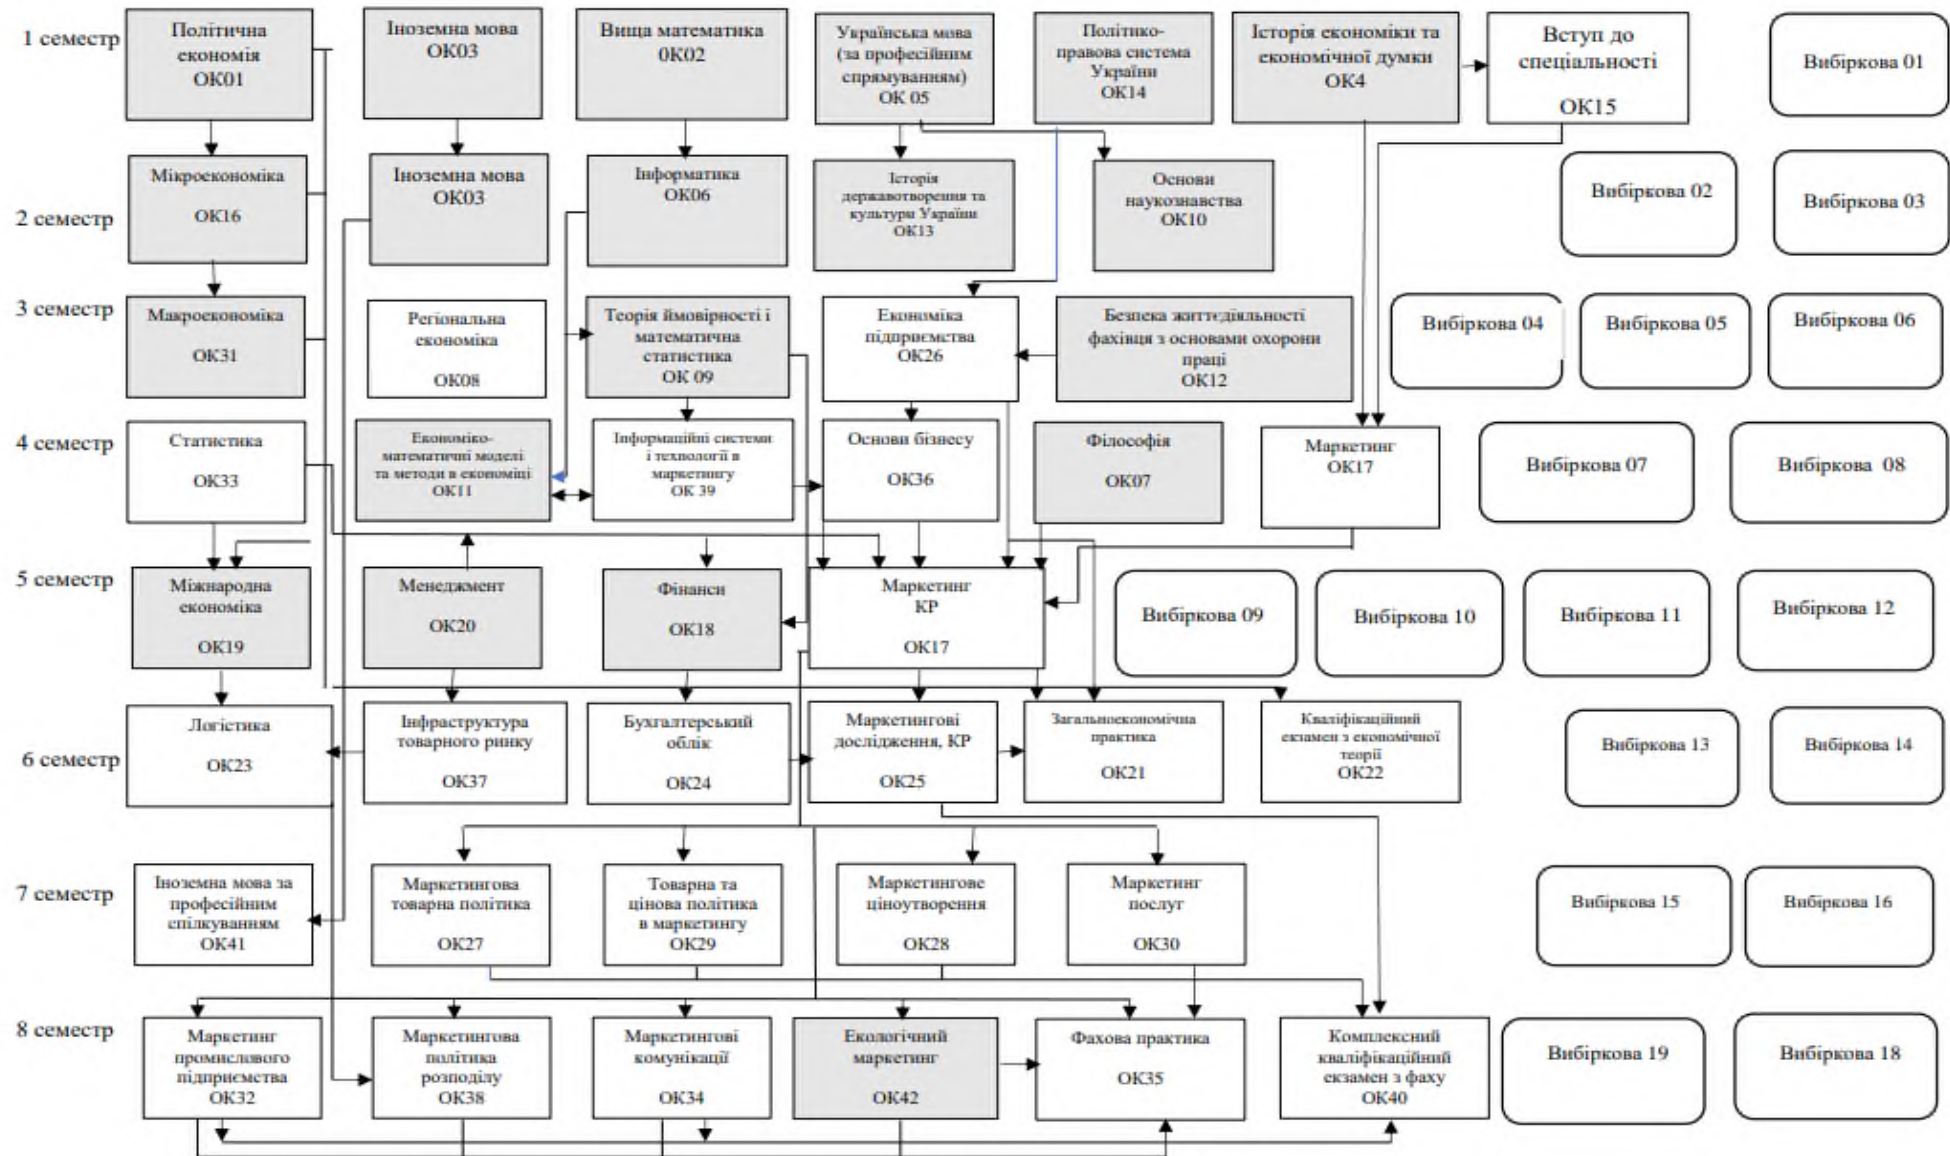 1 семестр
Політична
економія
ОК01
Іноземна мова
ОК03
Вища математика
0К02
Українська мова
(за професійним
спрямуванням)
ОК 05
Політико-
правова система
України
ОК14
Історія економіки та
економічної думки
ОК4
Вступ до
спеціальності
ОК15
Вибіркова 01
2 семестр
Мікроекономіка
ОК16
Іноземна мова
ОК03
Інформатика
ОК06
Історія
державотворення та
культури України
ОК13
Основи
наукознавства
ОК10
Вибіркова 02
Вибіркова 03
3 семестр
Макроекономіка
ОК31
Регіональна
економіка
ОК08
Теорія ймовірності і
математична
статистика
ОК 09
Економіка
підприємства
ОК26
Безпека життєдіяльності
фахівця з основами охорони
праці
ОК12
Вибіркова 04
Вибіркова 05
Вибіркова 06
4 семестр
Статистика
ОК33
Економіко-
математичні моделі
та методи в економіці
ОК11
Інформаційні системи
і технології в
маркетингу
ОК 39
Основи бізнесу
ОК36
Філософія
ОК07
Маркетинг
ОК17
Вибіркова 07
Вибіркова 08
5 семестр
Міжнародна
економіка
ОК19
Менеджмент
ОК20
Фінанси
ОК18
Маркетинг
КР
ОК17
Вибіркова 09
Вибіркова 10
Вибіркова 11
Вибіркова 12
6 семестр
Логістика
ОК23
Інфраструктура
товарного ринку
ОК37
Бухгалтерський
облік
ОК24
Маркетингові
дослідження, КР
ОК25
Загальноекономічна
практика
ОК21
Кваліфікаційний
екзамен з економічної
теорії
ОК22
Вибіркова 13
Вибіркова 14
7 семестр
Іноземна мова за
професійним
спілкуванням
ОК41
Маркетингова
товарна політика
ОК27
Товарна та
цінова політика
в маркетингу
ОК29
Маркетингове
ціноутворення
ОК28
Маркетинг
послуг
ОК30
Вибіркова 15
Вибіркова 16
8 семестр
Маркетинг
промислового
підприємства
ОК32
Маркетингова
політика
розподілу
ОК38
Маркетингові
комунікації
ОК34
Екологічний
маркетинг
ОК42
Фахова практика
ОК35
Комплексний
кваліфікаційний
екзамен з фаху
ОК40
Вибіркова 19
Вибіркова 18